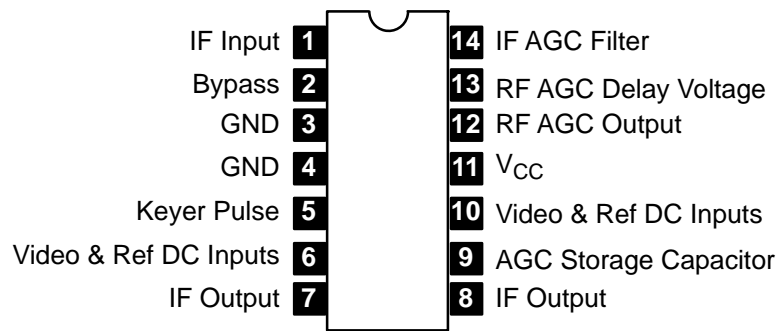 IF Input 1 14 IF AGC Filter
Bypass 2 13 RF AGC Delay Voltage
GND 3 12 RF AGC Output
GND 4 11 VCC
Keyer Pulse 5 10 Video & Ref DC Inputs
Video & Ref DC Inputs 6 9 AGC Storage Capacitor
IF Output 7 8 IF Output